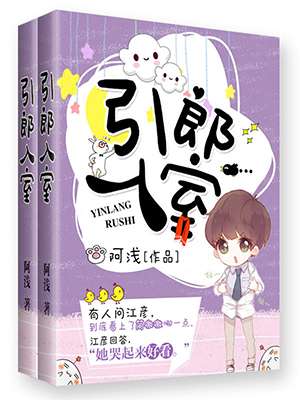 引郎入室
阿浅 著
引郎入室
阿浅 著
引郎
入室
YINLANG
RUSHI
阿浅[作品]
有人问江彦，
到底看上了一点，
江彦回答，
“她哭起来好看。”